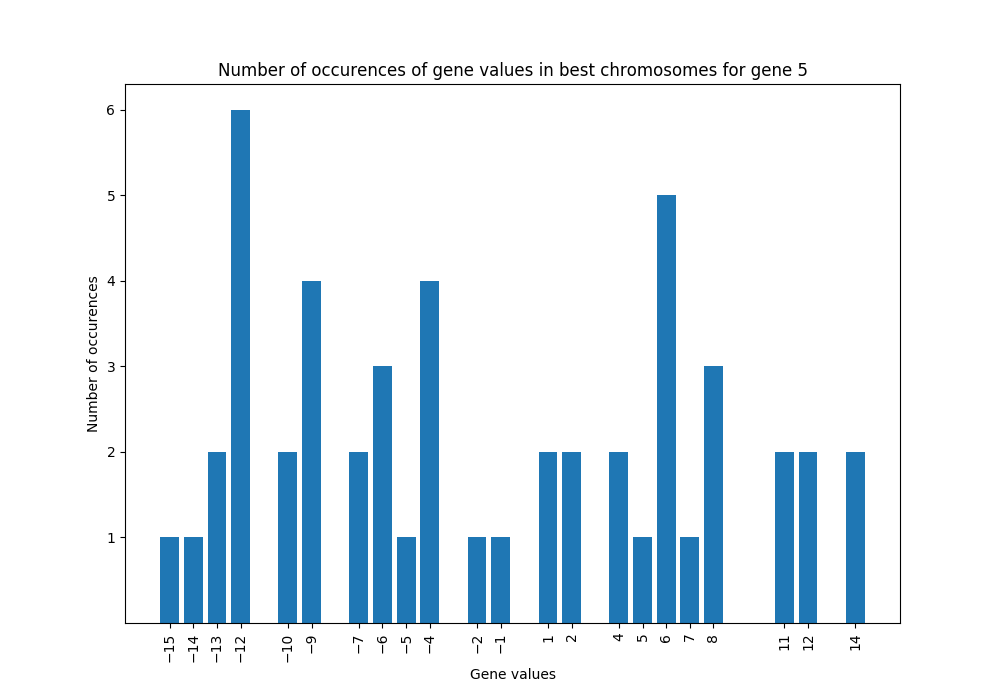 Number of occurences of gene values in best chromosomes for gene 5
Number of occurences
6
5
4
3
2
1
−15 −14 −13 −12 −10 −9 −7 −6 −5 −4 −2 −1 1 2 4 5 6 7 8 11 12 14
Gene values